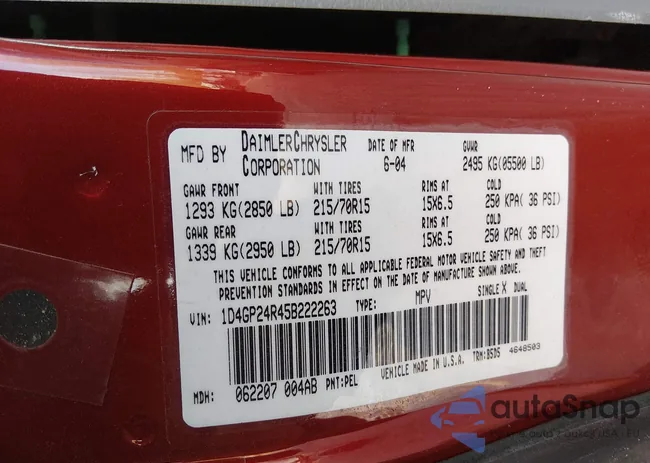 MFD BY DAIMLERCHRYSLER CORPORATION DATE OF MFR 6-04 GVWR 2495 KG(05500 LB)
GAWR FRONT WITH TIRES RIMS AT COLD
1293 KG(2850 LB) 215/70R15 15X6.5 250 KPA( 36 PSI)
GAWR REAR WITH TIRES RIMS AT COLD
1339 KG(2950 LB) 215/70R15 15X6.5 250 KPA( 36 PSI)
THIS VEHICLE CONFORMS TO ALL APPLICABLE FEDERAL MOTOR VEHICLE SAFETY AND THEFT
PREVENTION STANDARDS IN EFFECT ON THE DATE OF MANUFACTURE SHOWN ABOVE.
VIN: 1D4GP24R45B222263 TYPE: MPV SINGLE X DUAL
VEHICLE MADE IN U.S.A. TRM:B5D5 4648503
MDH: 062207 004AB PNT:PEL
autoSnap